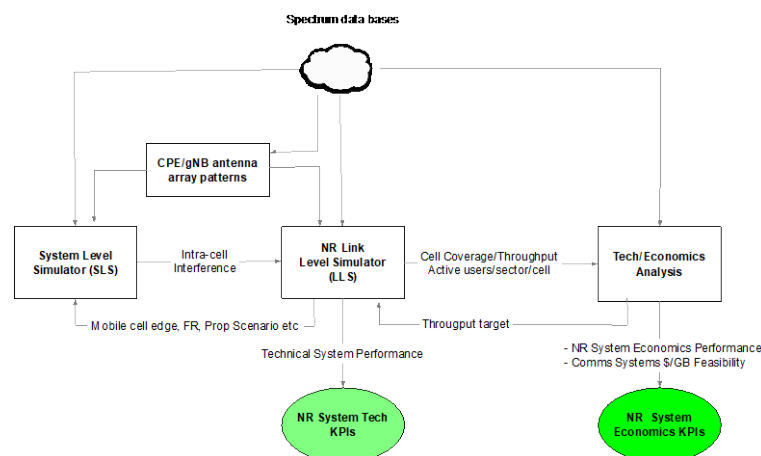 Spectrum data bases
CPE/gNB antenna
array patterns
System Level
Simulator (SLS)
Intra-cell
Interference
NR Link
Level Simulator
(LLS)
Cell Coverage/Throughput
Active users/sector/cell
Tech/Economics
Analysis
Mobile cell edge, FR, Prop Scenario etc
Througput target
Technical System Performance
- NR System Economics Performance
- Comms Systems $/GB Feasibility
NR System Tech
KPIs
NR System
Economics KPIs